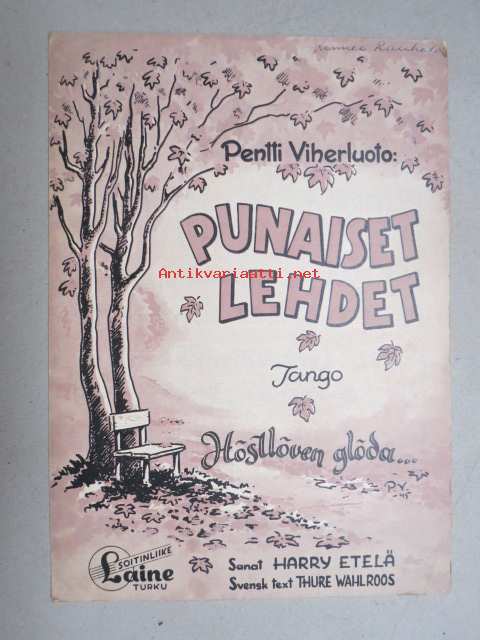 Pentti Viherluoto:
PUNAISET
Antikvariaatti.net
LEHDET
Tango
Höstlöven glöda...
P.V.
-45
SOITINLIIKE
Laine
TURKU
Sanat HARRY ETELÄ
Svensk text THURE WAHLROOS